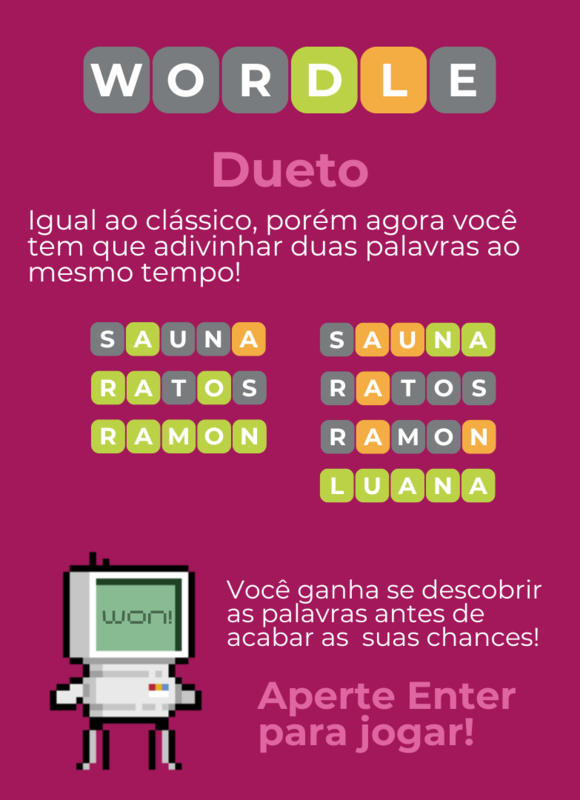 WORDLE
Dueto
Igual ao clássico, porém agora você
tem que adivinhar duas palavras ao
mesmo tempo!
SAUNA
RATOS
RAMON
SAUNA
RATOS
RAMON
LUANA
won!
Você ganha se descobrir
as palavras antes de
acabar as suas chances!
Aperte Enter
para jogar!